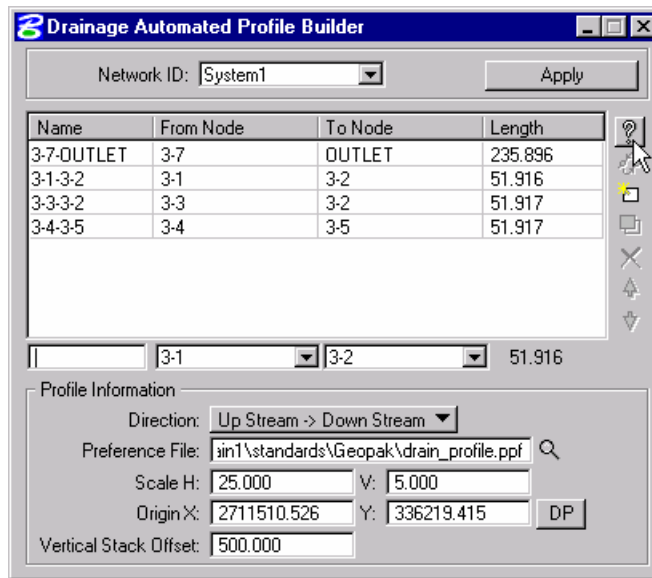 Drainage Automated Profile Builder
Network ID: System1 Apply
Name From Node To Node Length
3-7-OUTLET 3-7 OUTLET 235.896
3-1-3-2 3-1 3-2 51.916
3-3-3-2 3-3 3-2 51.917
3-4-3-5 3-4 3-5 51.917
3-1 3-2 51.916
Profile Information
Direction: Up Stream -> Down Stream
Preference File: in1\standards\Geopak\drain_profile.ppf
Scale H: 25.000 V: 5.000
Origin X: 2711510.526 Y: 336219.415 DP
Vertical Stack Offset: 500.000